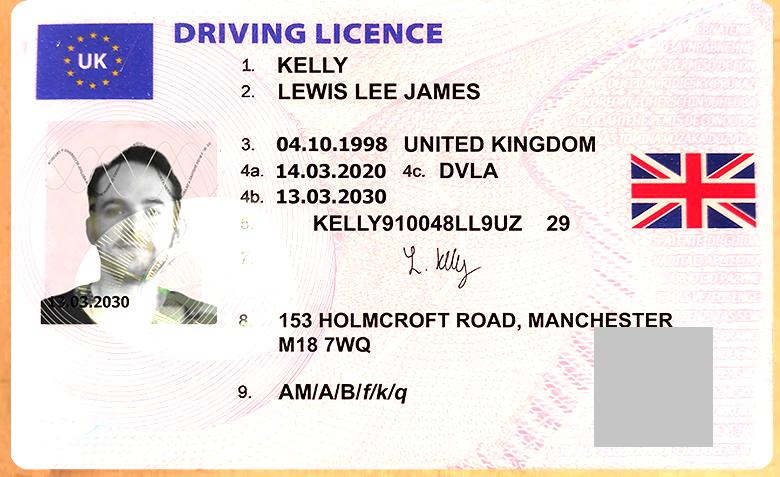 DRIVING LICENCE
UK
1. KELLY
2. LEWIS LEE JAMES
3. 04.10.1998 UNITED KINGDOM
4a. 14.03.2020 4c. DVLA
4b. 13.03.2030
5. KELLY910048LL9UZ 29
7. L. Kelly
13.03.2030
8. 153 HOLMCROFT ROAD, MANCHESTER
M18 7WQ
9. AM/A/B/f/k/q